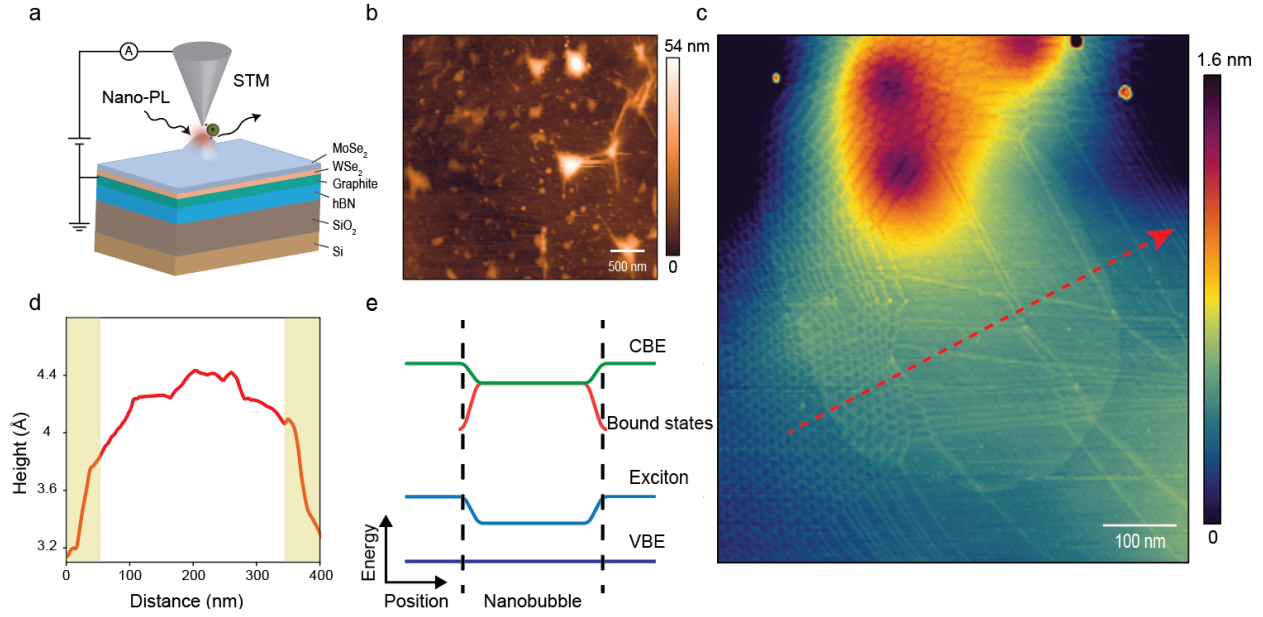 a
A
STM
Nano-PL
MoSe2
WSe2
Graphite
hBN
SiO2
Si
b
54 nm
500 nm
0
c
1.6 nm
100 nm
0
d
4.4
4
3.6
3.2
Height (Å)
0 100 200 300 400
Distance (nm)
e
CBE
Bound states
Exciton
VBE
Energy
Position
Nanobubble